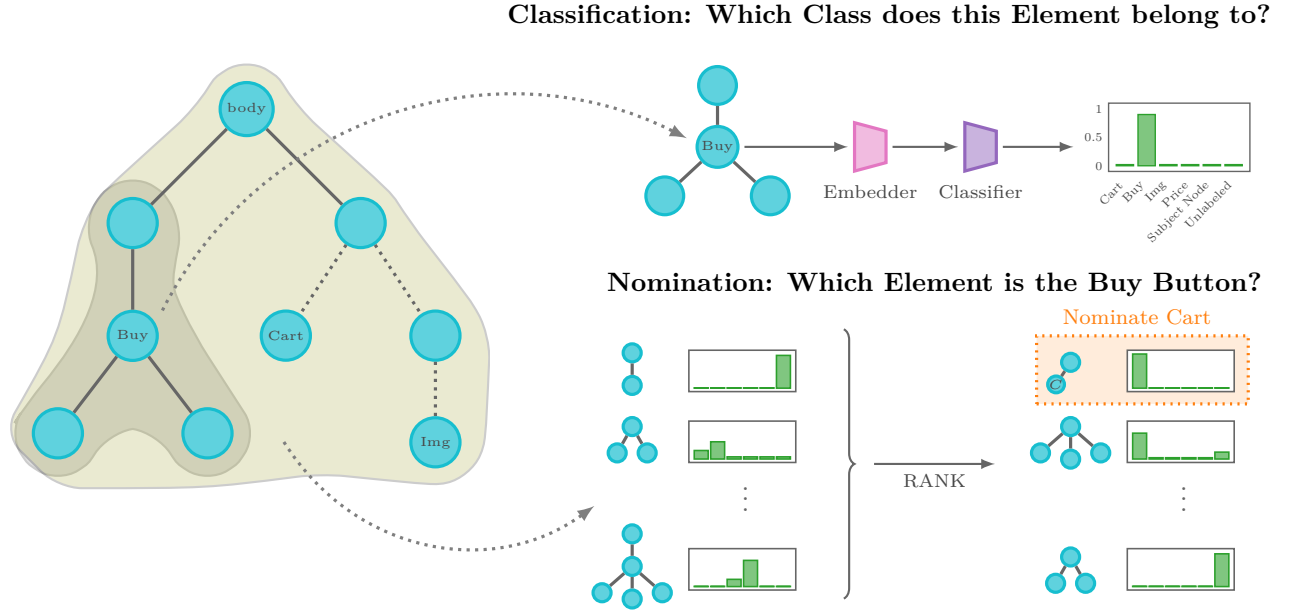 Classification: Which Class does this Element belong to?
body
Buy
Cart
Img
Buy
Embedder
Classifier
1
0.5
0
Cart
Buy
Img
Price
Subject Node
Unlabeled
Nomination: Which Element is the Buy Button?
Nominate Cart
C
RANK